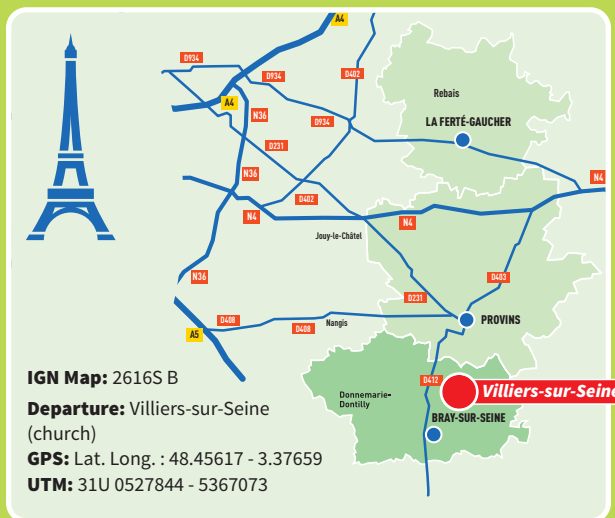 A4
D934
D934
D402
Rebais
A4
N36
D934
LA FERTÉ-GAUCHER
D231
N36
D402
N4
N4
N4
Jouy-le-Châtel
N36
D403
D231
D408
D408
Nangis
PROVINS
A5
D412
Villiers-sur-Seine
Donnemarie-
Dontilly
BRAY-SUR-SEINE
IGN Map: 2616S B
Departure: Villiers-sur-Seine
(church)
GPS: Lat. Long. : 48.45617 - 3.37659
UTM: 31U 0527844 - 5367073